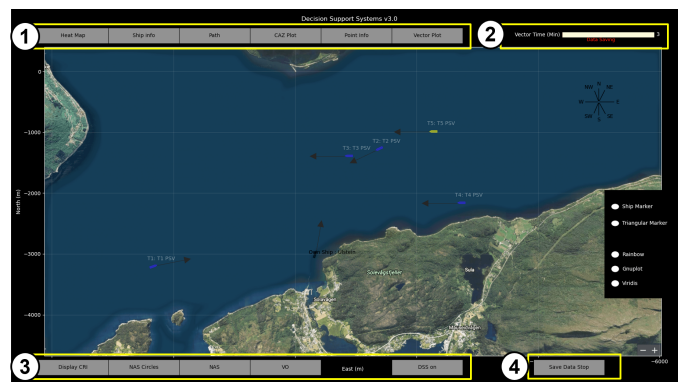 Decision Support Systems v3.0
1
Heat Map
Ship info
Path
CAZ Plot
Point Info
Vector Plot
2
Vector Time (Min)
3
Data saving
0
−1000
−2000
−3000
−4000
North (m)
N
NW
NE
W
E
SW
SE
S
T5: T5 PSV
T2: T2 PSV
T3: T3 PSV
T4: T4 PSV
T1: T1 PSV
Own Ship
Sulevågsfjellet
Sula
Solavågen
Ship Marker
Triangular Marker
Rainbow
Gnuplot
Viridis
− +
3
Display CRI
NAS Circles
NAS
VO
East (m)
DSS on
4
Save Data Stop
−6000